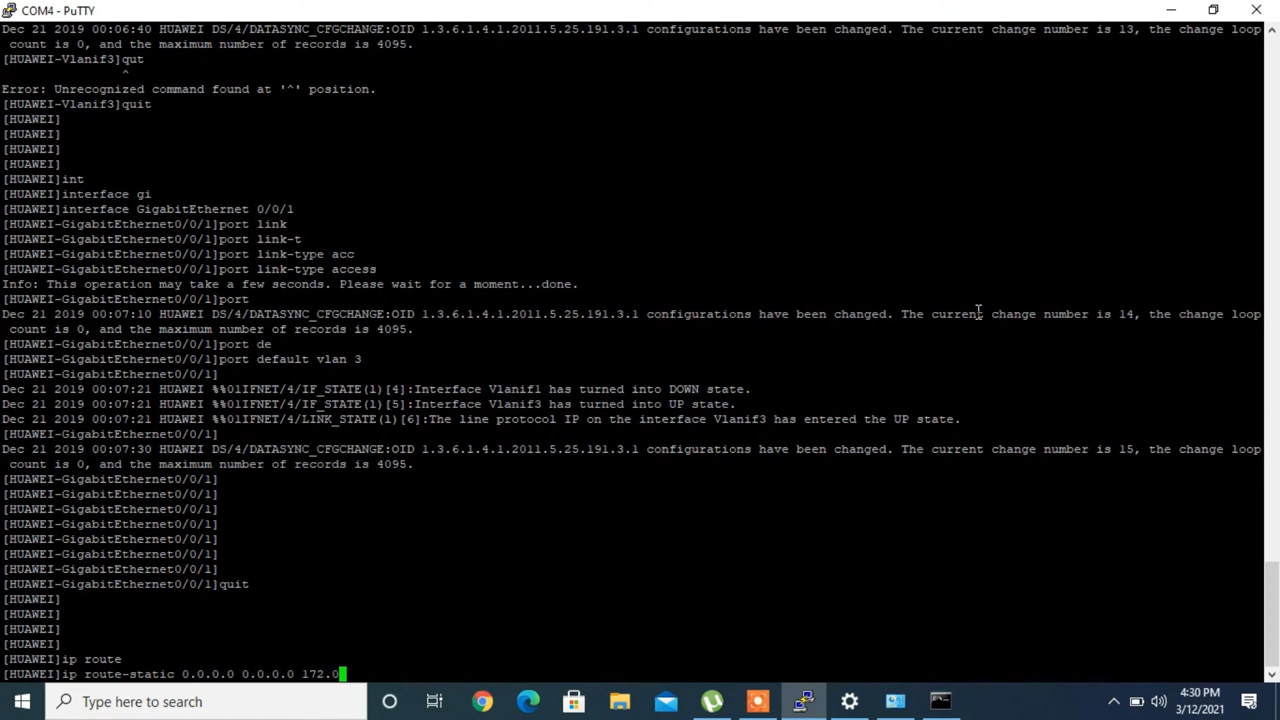 COM4 - PuTTY
Dec 21 2019 00:06:40 HUAWEI DS/4/DATASYNC_CFGCHANGE:OID 1.3.6.1.4.1.2011.5.25.191.3.1 configurations have been changed. The current change number is 13, the change loop
count is 0, and the maximum number of records is 4095.
[HUAWEI-Vlanif3]qut
^
Error: Unrecognized command found at '^' position.
[HUAWEI-Vlanif3]quit
[HUAWEI]
[HUAWEI]
[HUAWEI]
[HUAWEI]
[HUAWEI]int
[HUAWEI]interface gi
[HUAWEI]interface GigabitEthernet 0/0/1
[HUAWEI-GigabitEthernet0/0/1]port link
[HUAWEI-GigabitEthernet0/0/1]port link-t
[HUAWEI-GigabitEthernet0/0/1]port link-type acc
[HUAWEI-GigabitEthernet0/0/1]port link-type access
Info: This operation may take a few seconds. Please wait for a moment...done.
[HUAWEI-GigabitEthernet0/0/1]port
Dec 21 2019 00:07:10 HUAWEI DS/4/DATASYNC_CFGCHANGE:OID 1.3.6.1.4.1.2011.5.25.191.3.1 configurations have been changed. The current change number is 14, the change loop
count is 0, and the maximum number of records is 4095.
[HUAWEI-GigabitEthernet0/0/1]port de
[HUAWEI-GigabitEthernet0/0/1]port default vlan 3
[HUAWEI-GigabitEthernet0/0/1]
Dec 21 2019 00:07:21 HUAWEI %%01IFNET/4/IF_STATE(l)[4]:Interface Vlanif1 has turned into DOWN state.
Dec 21 2019 00:07:21 HUAWEI %%01IFNET/4/IF_STATE(l)[5]:Interface Vlanif3 has turned into UP state.
Dec 21 2019 00:07:21 HUAWEI %%01IFNET/4/LINK_STATE(l)[6]:The line protocol IP on the interface Vlanif3 has entered the UP state.
[HUAWEI-GigabitEthernet0/0/1]
Dec 21 2019 00:07:30 HUAWEI DS/4/DATASYNC_CFGCHANGE:OID 1.3.6.1.4.1.2011.5.25.191.3.1 configurations have been changed. The current change number is 15, the change loop
count is 0, and the maximum number of records is 4095.
[HUAWEI-GigabitEthernet0/0/1]
[HUAWEI-GigabitEthernet0/0/1]
[HUAWEI-GigabitEthernet0/0/1]
[HUAWEI-GigabitEthernet0/0/1]
[HUAWEI-GigabitEthernet0/0/1]
[HUAWEI-GigabitEthernet0/0/1]
[HUAWEI-GigabitEthernet0/0/1]
[HUAWEI-GigabitEthernet0/0/1]quit
[HUAWEI]
[HUAWEI]
[HUAWEI]
[HUAWEI]
[HUAWEI]ip route
[HUAWEI]ip route-static 0.0.0.0 0.0.0.0 172.0
Type here to search
4:30 PM
3/12/2021